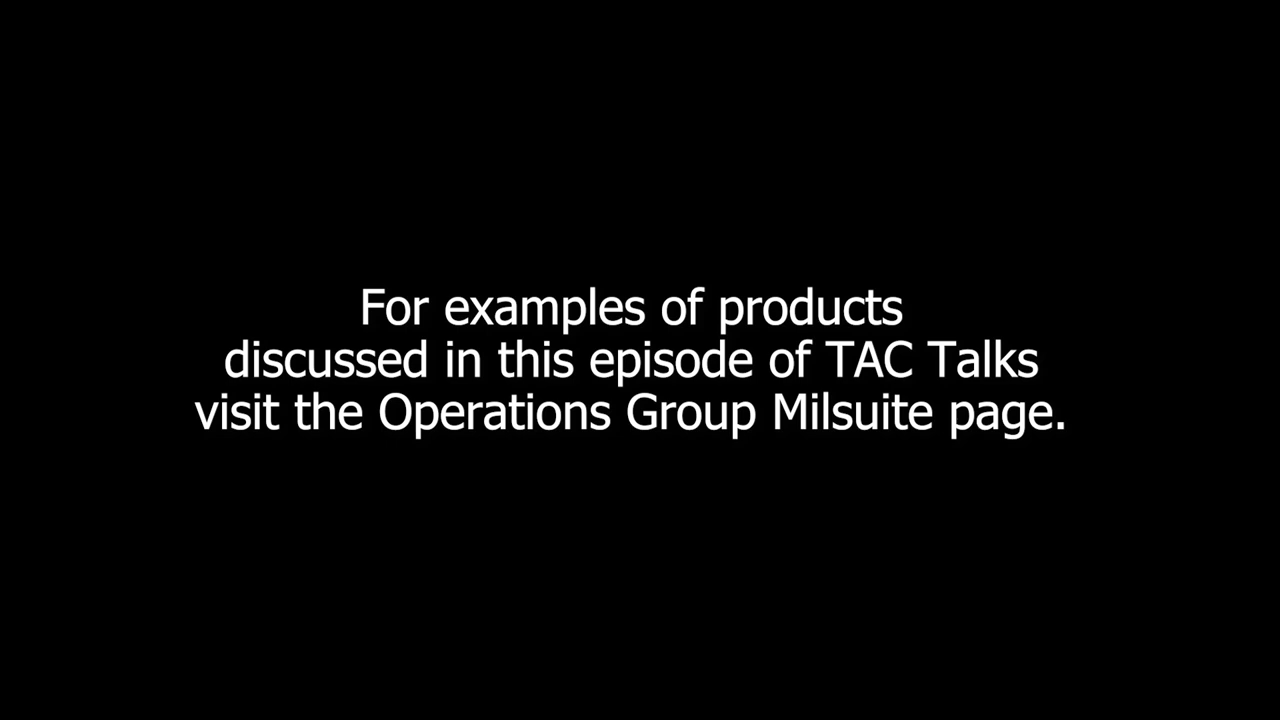 For examples of products
discussed in this episode of TAC Talks
visit the Operations Group Milsuite page.